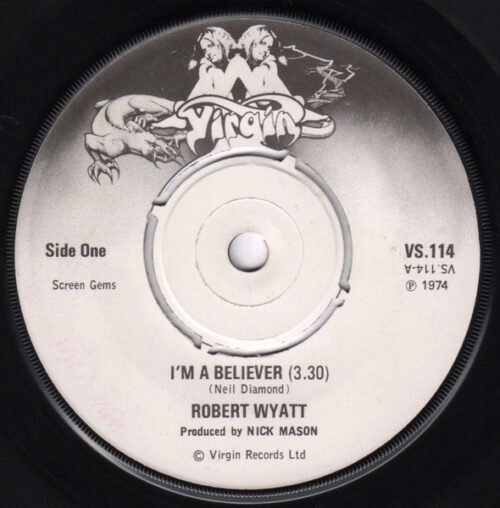 Virgin
Side One
VS.114
VS.114-A
Screen Gems
℗ 1974
I'M A BELIEVER (3.30)
(Neil Diamond)
ROBERT WYATT
Produced by NICK MASON
© Virgin Records Ltd